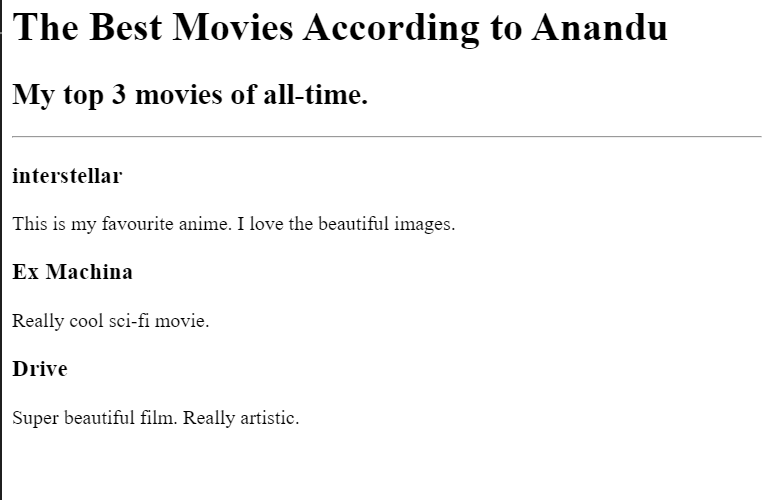 The Best Movies According to Anandu
My top 3 movies of all-time.
interstellar
This is my favourite anime. I love the beautiful images.
Ex Machina
Really cool sci-fi movie.
Drive
Super beautiful film. Really artistic.